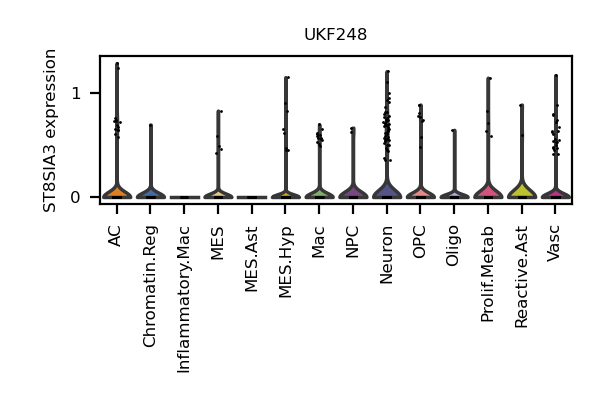 UKF248
ST8SIA3 expression
1
0
AC
Chromatin.Reg
Inflammatory.Mac
MES
MES.Ast
MES.Hyp
Mac
NPC
Neuron
OPC
Oligo
Prolif.Metab
Reactive.Ast
Vasc